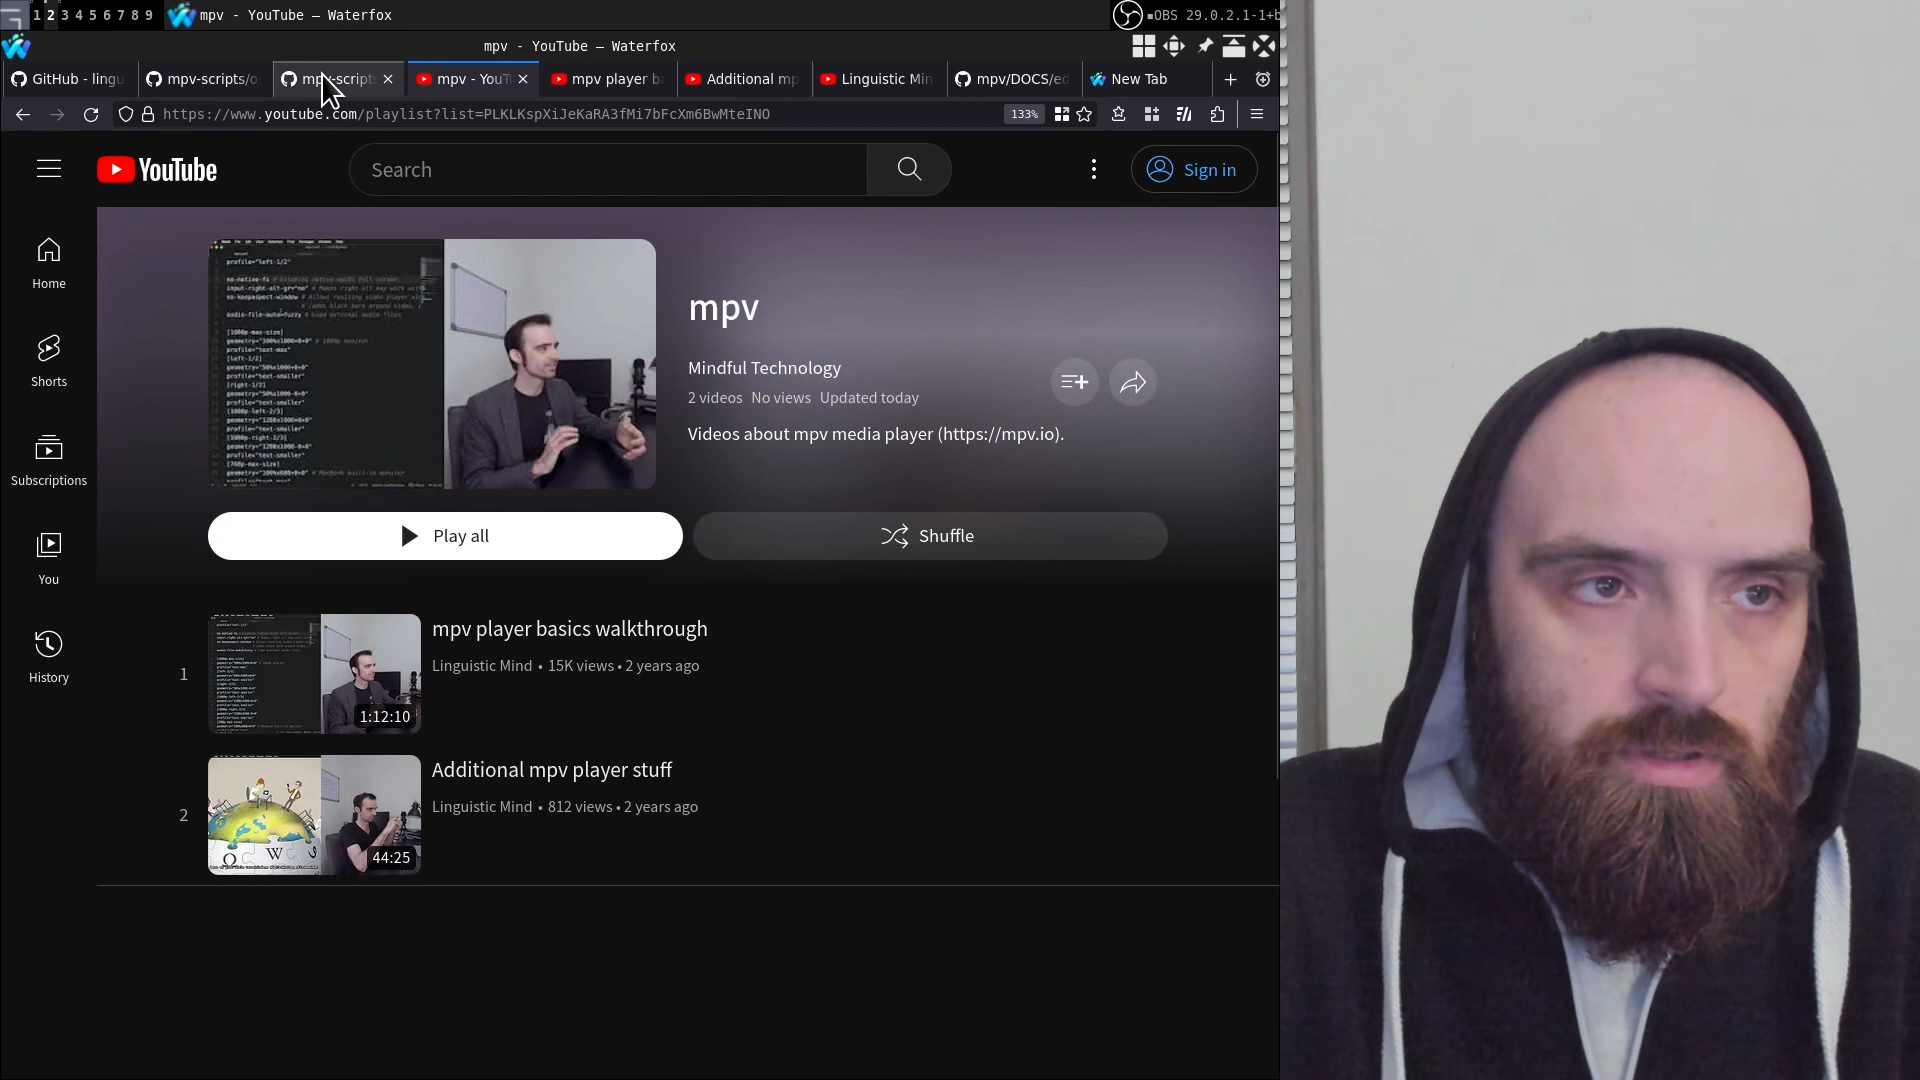 1 2 3 4 5 6 7 8 9
mpv - YouTube — Waterfox
OBS 29.0.2.1-1+b
mpv - YouTube — Waterfox
GitHub - lingu
mpv-scripts/o
mpv-scripts
mpv - YouT
mpv player ba
Additional mp
Linguistic Min
mpv/DOCS/ed
New Tab
https://www.youtube.com/playlist?list=PLKLKspXiJeKaRA3fMi7bFcXm6BwMteINO
133%
YouTube
Search
Sign in
Home
Shorts
Subscriptions
You
History
mpv
Mindful Technology
2 videos No views Updated today
Videos about mpv media player (https://mpv.io).
Play all
Shuffle
1
mpv player basics walkthrough
Linguistic Mind • 15K views • 2 years ago
1:12:10
2
Additional mpv player stuff
Linguistic Mind • 812 views • 2 years ago
44:25